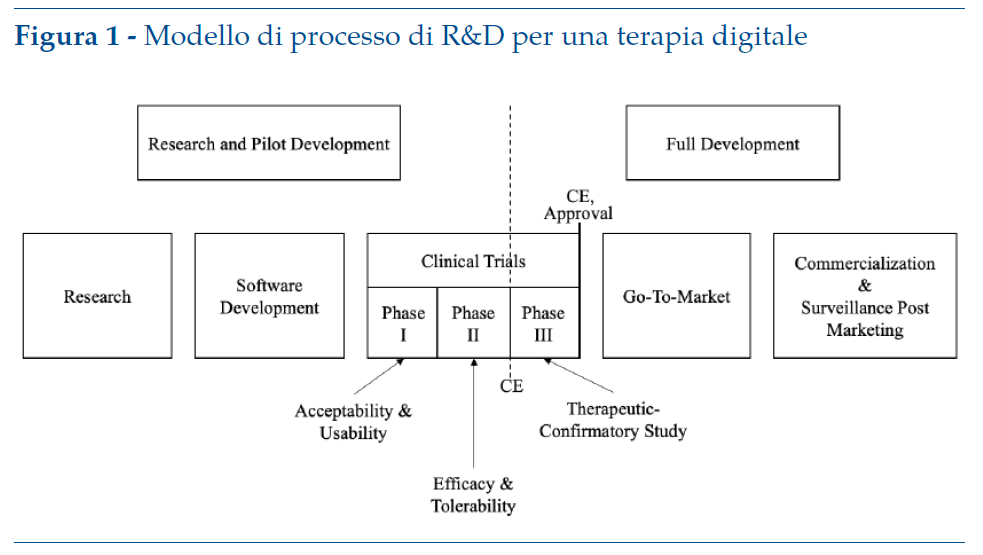 Figura 1 - Modello di processo di R&D per una terapia digitale
Research and Pilot Development
Full Development
CE,
Approval
Research
Software
Development
Clinical Trials
Phase
I
Phase
II
Phase
III
Go-To-Market
Commercialization
&
Surveillance Post
Marketing
CE
Acceptability &
Usability
Therapeutic-
Confirmatory Study
Efficacy &
Tolerability